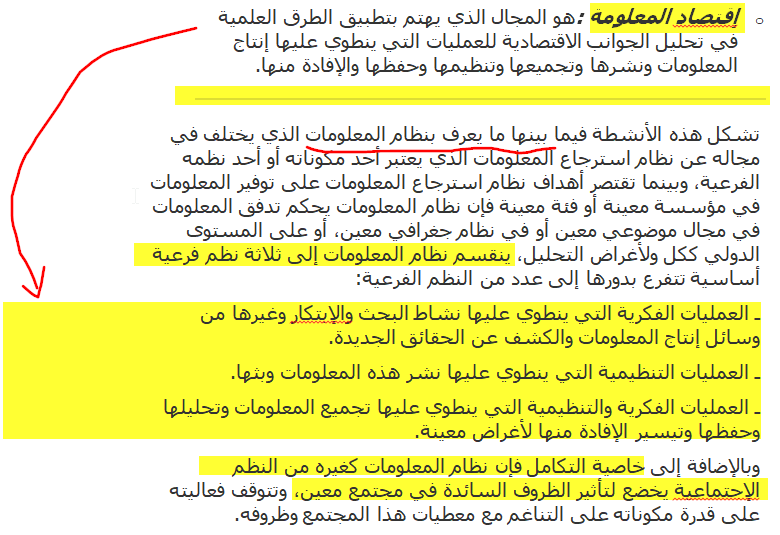 ○ إقتصاد المعلومة : هو المجال الذي يهتم بتطبيق الطرق العلمية
في تحليل الجوانب الاقتصادية للعمليات التي ينطوي عليها إنتاج
المعلومات ونشرها وتجميعها وتنظيمها وحفظها والإفادة منها.
تشكل هذه الأنشطة فيما بينها ما يعرف بنظام المعلومات الذي يختلف في
مجاله عن نظام استرجاع المعلومات الذي يعتبر أحد مكوناته أو أحد نظمه
الفرعية، وبينما تقتصر أهداف نظام استرجاع المعلومات على توفير المعلومات
في مؤسسة معينة أو فئة معينة فإن نظام المعلومات يحكم تدفق المعلومات
في مجال موضوعي معين أو في نظام جغرافي معين، أو على المستوى
الدولي ككل ولأغراض التحليل، ينقسم نظام المعلومات إلى ثلاثة نظم فرعية
أساسية تتفرع بدورها إلى عدد من النظم الفرعية:
ـ العمليات الفكرية التي ينطوي عليها نشاط البحث والإبتكار وغيرها من
وسائل إنتاج المعلومات والكشف عن الحقائق الجديدة.
ـ العمليات التنظيمية التي ينطوي عليها نشر هذه المعلومات وبثها.
ـ العمليات الفكرية والتنظيمية التي ينطوي عليها تجميع المعلومات وتحليلها
وحفظها وتيسير الإفادة منها لأغراض معينة.
وبالإضافة إلى خاصية التكامل فإن نظام المعلومات كغيره من النظم
الإجتماعية يخضع لتأثير الظروف السائدة في مجتمع معين، وتتوقف فعاليته
على قدرة مكوناته على التناغم مع معطيات هذا المجتمع وظروفه.